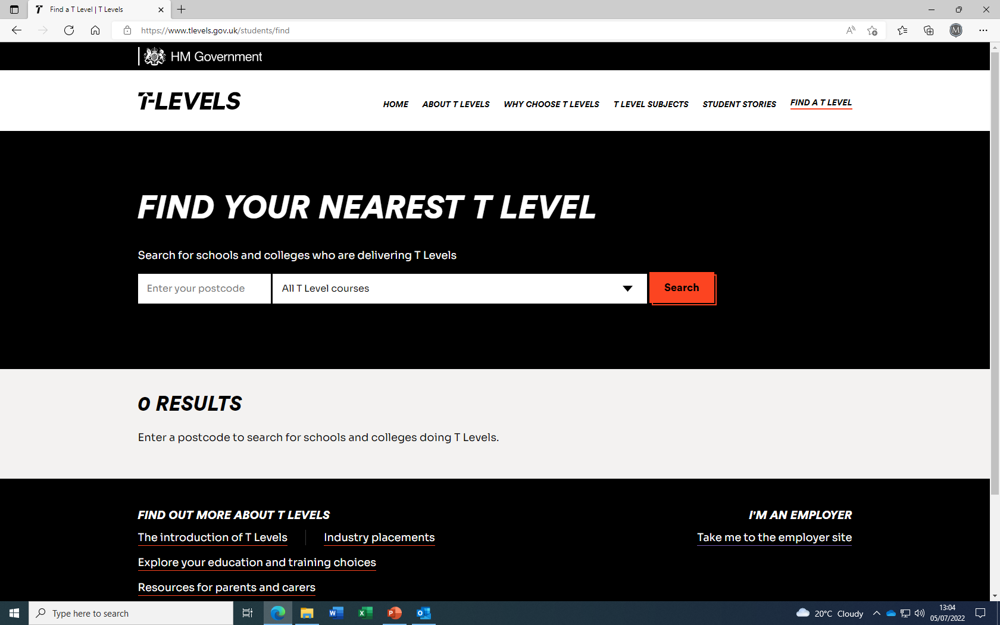 Find a T Level | T Levels
https://www.tlevels.gov.uk/students/find
HM Government
T-LEVELS
HOME ABOUT T LEVELS WHY CHOOSE T LEVELS T LEVEL SUBJECTS STUDENT STORIES FIND A T LEVEL
FIND YOUR NEAREST T LEVEL
Search for schools and colleges who are delivering T Levels
Enter your postcode All T Level courses Search
0 RESULTS
Enter a postcode to search for schools and colleges doing T Levels.
FIND OUT MORE ABOUT T LEVELS I'M AN EMPLOYER
The introduction of T Levels Industry placements Take me to the employer site
Explore your education and training choices
Resources for parents and carers
Type here to search 20°C Cloudy 13:04
05/07/2022